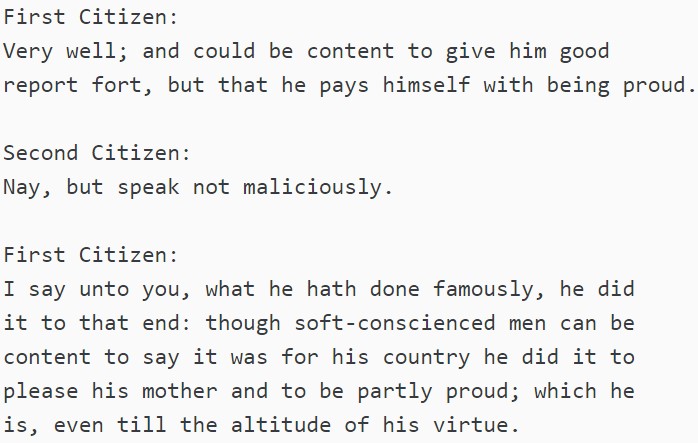 First Citizen:
Very well; and could be content to give him good
report fort, but that he pays himself with being proud.

Second Citizen:
Nay, but speak not maliciously.

First Citizen:
I say unto you, what he hath done famously, he did
it to that end: though soft-conscienced men can be
content to say it was for his country he did it to
please his mother and to be partly proud; which he
is, even till the altitude of his virtue.